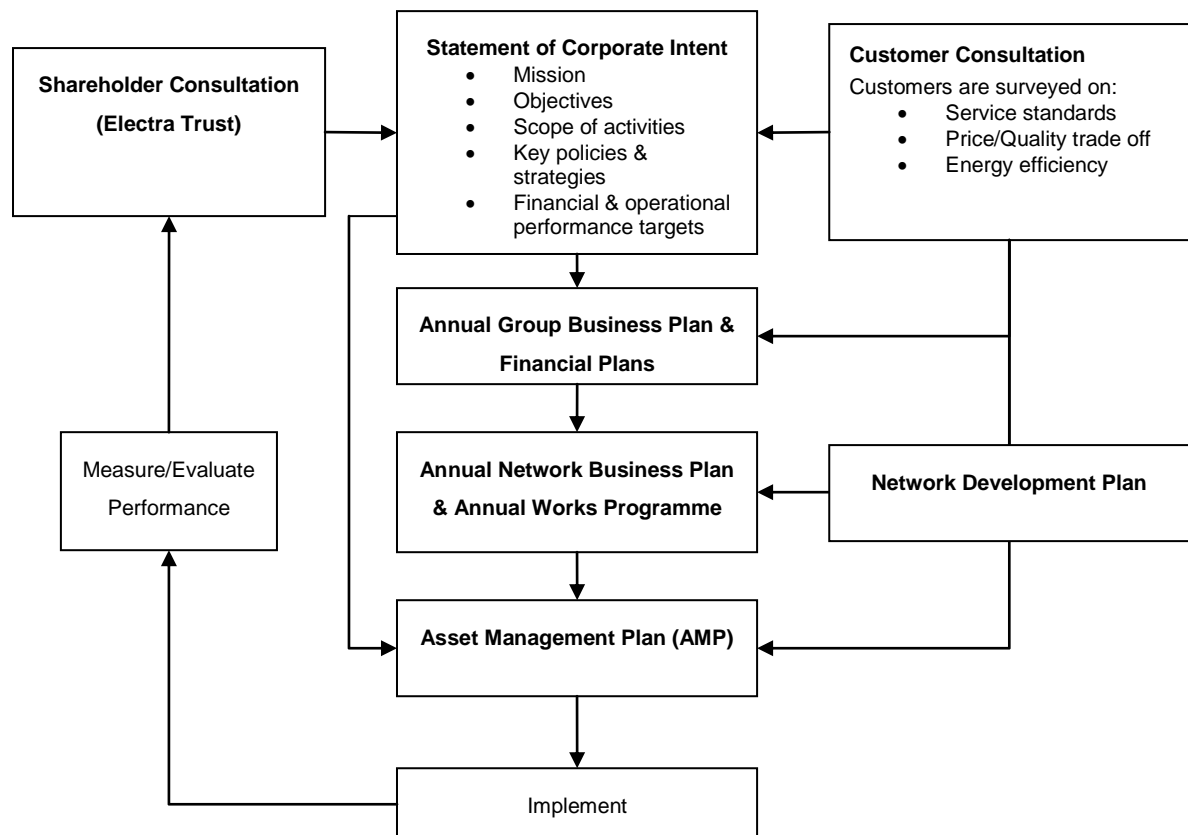 Shareholder Consultation
(Electra Trust)
Statement of Corporate Intent
• Mission
• Objectives
• Scope of activities
• Key policies &
strategies
• Financial & operational
performance targets
Customer Consultation
Customers are surveyed on:
• Service standards
• Price/Quality trade off
• Energy efficiency
Annual Group Business Plan &
Financial Plans
Measure/Evaluate
Performance
Annual Network Business Plan
& Annual Works Programme
Network Development Plan
Asset Management Plan (AMP)
Implement